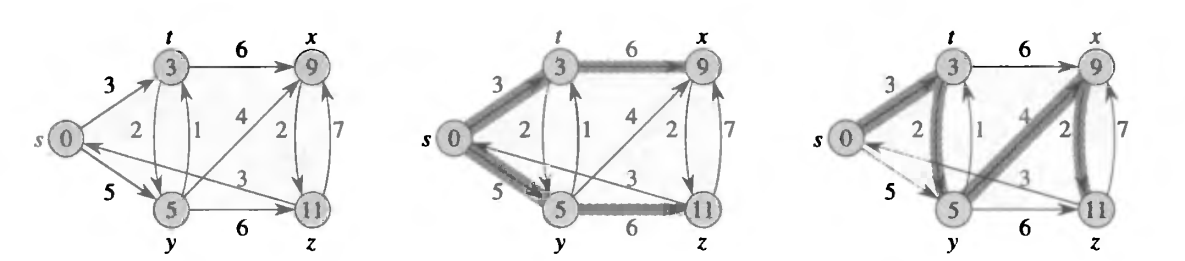 t x t x t x
6 6 6
3 9 3 9 3 9
3 3 3
2 1 4 2 7 2 1 4 2 7 2 1 4 2 7
s 0 s 0 s 0
5 3 5 3 5 3
5 11 5 11 5 11
6 6 6
y z y z y z